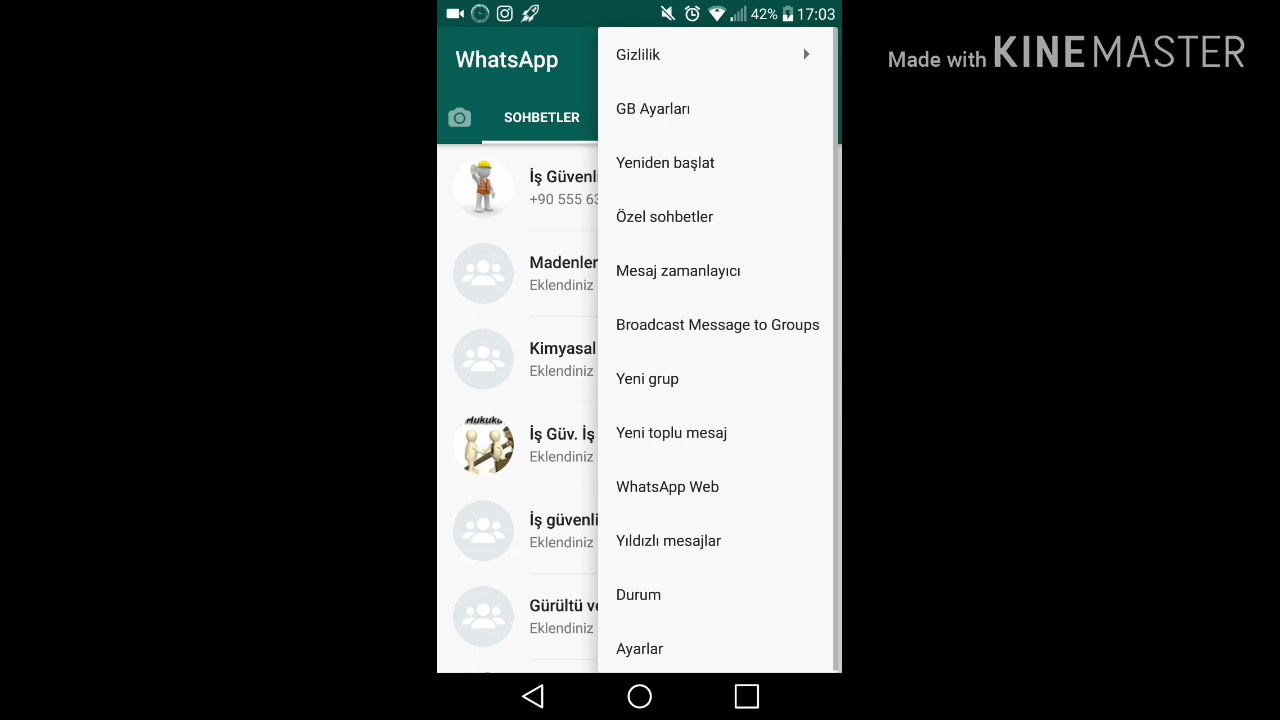 42% 17:03
Made with KINEMASTER
WhatsApp
SOHBETLER
İş Güvenli
+90 555 63
Madenler
Eklendiniz
Kimyasal
Eklendiniz
Hukuku
İş Güv. İş
Eklendiniz
İş güvenli
Eklendiniz
Gürültü ve
Eklendiniz
Gizlilik
GB Ayarları
Yeniden başlat
Özel sohbetler
Mesaj zamanlayıcı
Broadcast Message to Groups
Yeni grup
Yeni toplu mesaj
WhatsApp Web
Yıldızlı mesajlar
Durum
Ayarlar